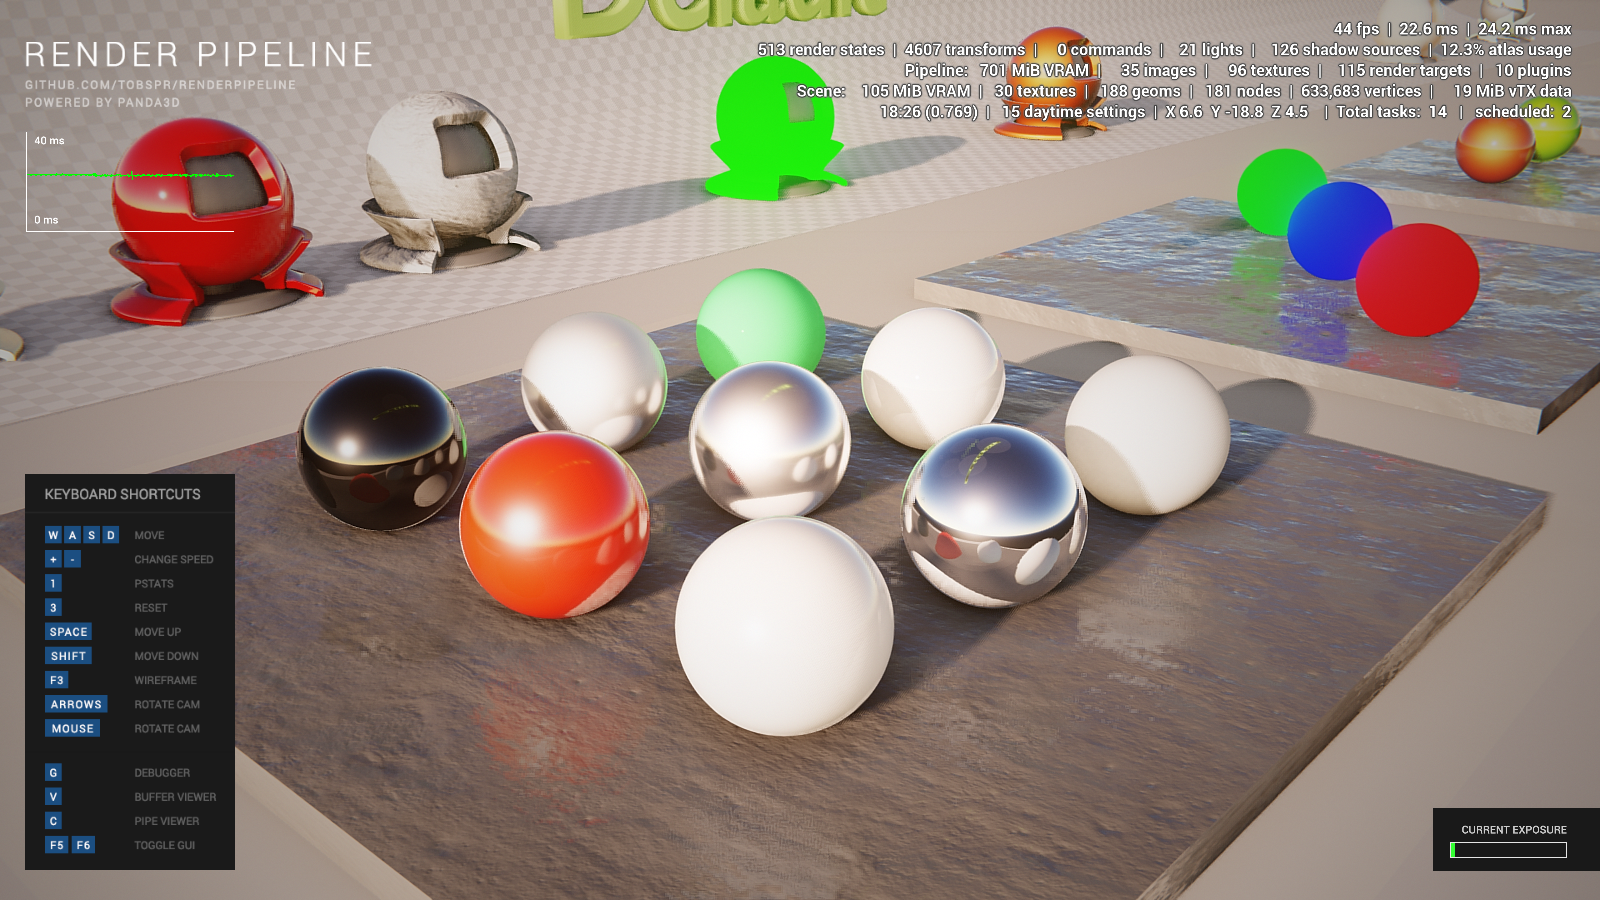 Default
RENDER PIPELINE
GITHUB.COM/TOBSPR/RENDERPIPELINE
POWERED BY PANDA3D
44 fps | 22.6 ms | 24.2 ms max
513 render states | 4607 transforms | 0 commands | 21 lights | 126 shadow sources | 12.3% atlas usage
Pipeline: 701 MiB VRAM | 35 images | 96 textures | 115 render targets | 10 plugins
Scene: 105 MiB VRAM | 30 textures | 188 geoms | 181 nodes | 633,683 vertices | 19 MiB vTX data
18:26 (0.769) | 15 daytime settings | X 6.6 Y -18.8 Z 4.5 | Total tasks: 14 | scheduled: 2
40 ms
0 ms
KEYBOARD SHORTCUTS
W A S D MOVE
+ - CHANGE SPEED
1 PSTATS
3 RESET
SPACE MOVE UP
SHIFT MOVE DOWN
F3 WIREFRAME
ARROWS ROTATE CAM
MOUSE ROTATE CAM
G DEBUGGER
V BUFFER VIEWER
C PIPE VIEWER
F5 F6 TOGGLE GUI
CURRENT EXPOSURE